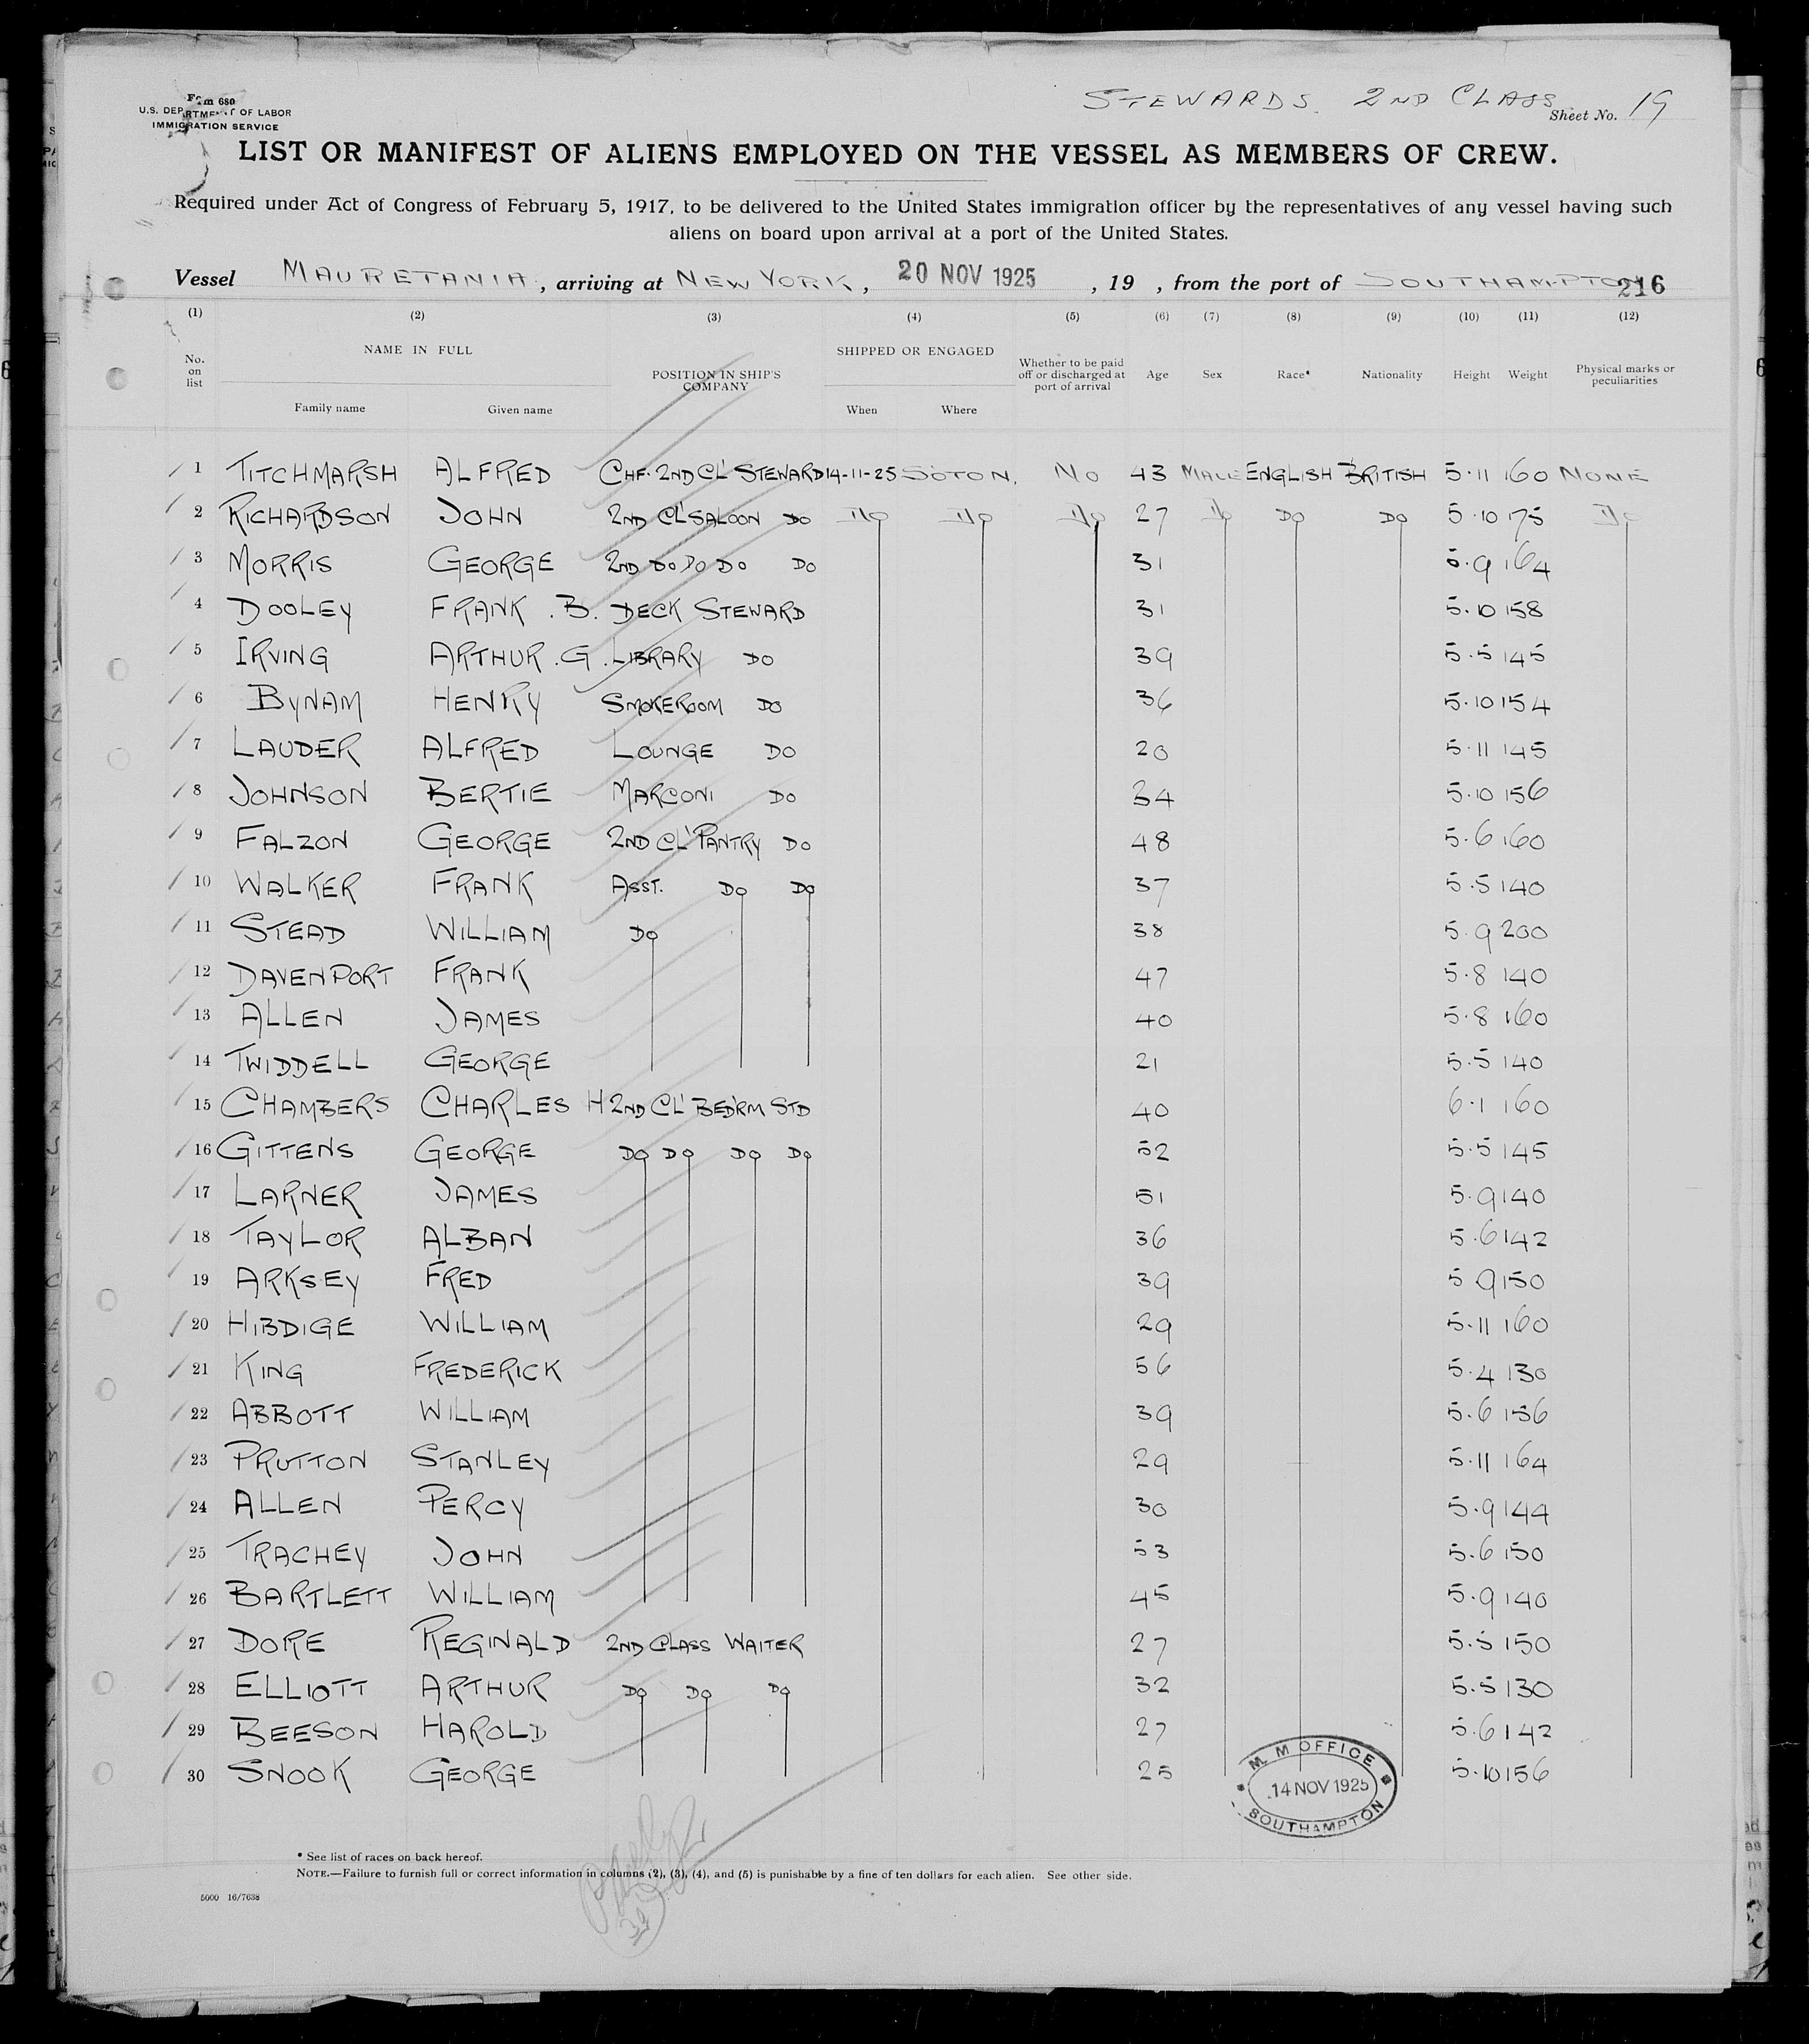 Form 680
U.S. DEPARTMENT OF LABOR
IMMIGRATION SERVICE
STEWARDS. 2ND CLASS
Sheet No. 19
LIST OR MANIFEST OF ALIENS EMPLOYED ON THE VESSEL AS MEMBERS OF CREW.
Required under Act of Congress of February 5, 1917, to be delivered to the United States immigration officer by the representatives of any vessel having such
aliens on board upon arrival at a port of the United States.
Vessel MAURETANIA, arriving at NEW YORK, 20 NOV 1925, 19 , from the port of SOUTHAMPTON
216
(1) (2) (3) (4) (5) (6) (7) (8) (9) (10) (11) (12)
No. on list NAME IN FULL POSITION IN SHIP'S COMPANY SHIPPED OR ENGAGED Whether to be paid off or discharged at port of arrival Age Sex Race* Nationality Height Weight Physical marks or peculiarities
Family name Given name When Where
1 TITCHMARSH ALFRED CHF. 2ND CL' STEWARD 14-11-25 SOTON. NO 43 MALE ENGLISH BRITISH 5.11 160 NONE
2 RICHARDSON JOHN 2ND CL' SALOON DO DO DO DO 27 DO DO DO 5.10 175 DO
3 MORRIS GEORGE 2ND DO DO DO DO 31 5.9 164
4 DOOLEY FRANK .B. DECK STEWARD 31 5.10 158
5 IRVING ARTHUR .G. LIBRARY DO 39 5.5 145
6 BYNAM HENRY SMOKEROOM DO 36 5.10 154
7 LAUDER ALFRED LOUNGE DO 20 5.11 145
8 JOHNSON BERTIE MARCONI DO 34 5.10 156
9 FALZON GEORGE 2ND CL' PANTRY DO 48 5.6 160
10 WALKER FRANK ASST. DO DO 37 5.5 140
11 STEAD WILLIAM DO 38 5.9 200
12 DAVENPORT FRANK 47 5.8 140
13 ALLEN JAMES 40 5.8 160
14 TWIDDELL GEORGE 21 5.5 140
15 CHAMBERS CHARLES H 2ND CL' BED'RM STD 40 6.1 160
16 GITTENS GEORGE DO DO DO DO 52 5.5 145
17 LARNER JAMES 51 5.9 140
18 TAYLOR ALBAN 36 5.6 142
19 ARKSEY FRED 39 5 9 150
20 HIBDIGE WILLIAM 29 5.11 160
21 KING FREDERICK 56 5.4 130
22 ABBOTT WILLIAM 39 5.6 156
23 PRUTTON STANLEY 29 5.11 164
24 ALLEN PERCY 30 5.9 144
25 TRACHEY JOHN 53 5.6 150
26 BARTLETT WILLIAM 45 5.9 140
27 DORE REGINALD 2ND CLASS WAITER 27 5.5 150
28 ELLIOTT ARTHUR DO DO DO 32 5.5 130
29 BEESON HAROLD 27 5.6 142
30 SNOOK GEORGE 25 5.10 156
M. M OFFICE
14 NOV 1925
SOUTHAMPTON
* See list of races on back hereof.
NOTE.—Failure to furnish full or correct information in columns (2), (3), (4), and (5) is punishable by a fine of ten dollars for each alien. See other side.
5000 16/7638